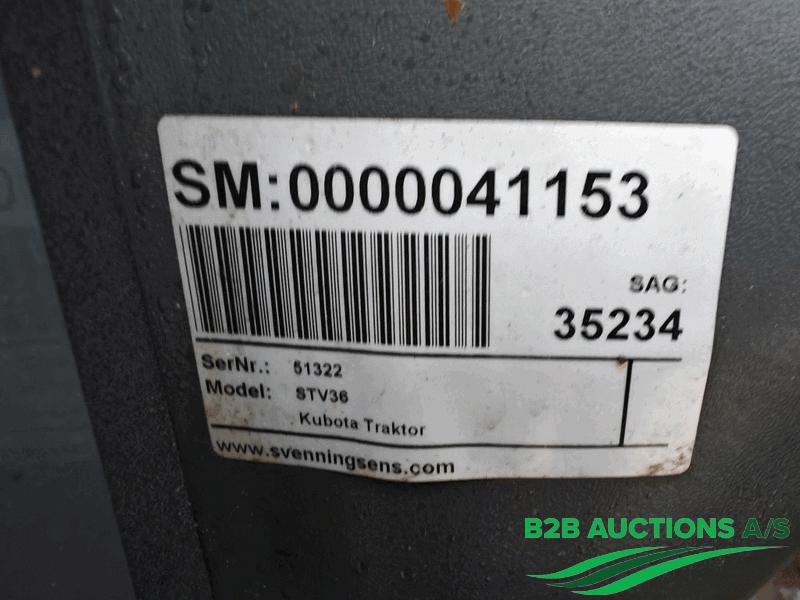 SM:0000041153
SAG:
35234
SerNr.: 51322
Model: STV36
Kubota Traktor
www.svenningsens.com
B2B AUCTIONS A/S